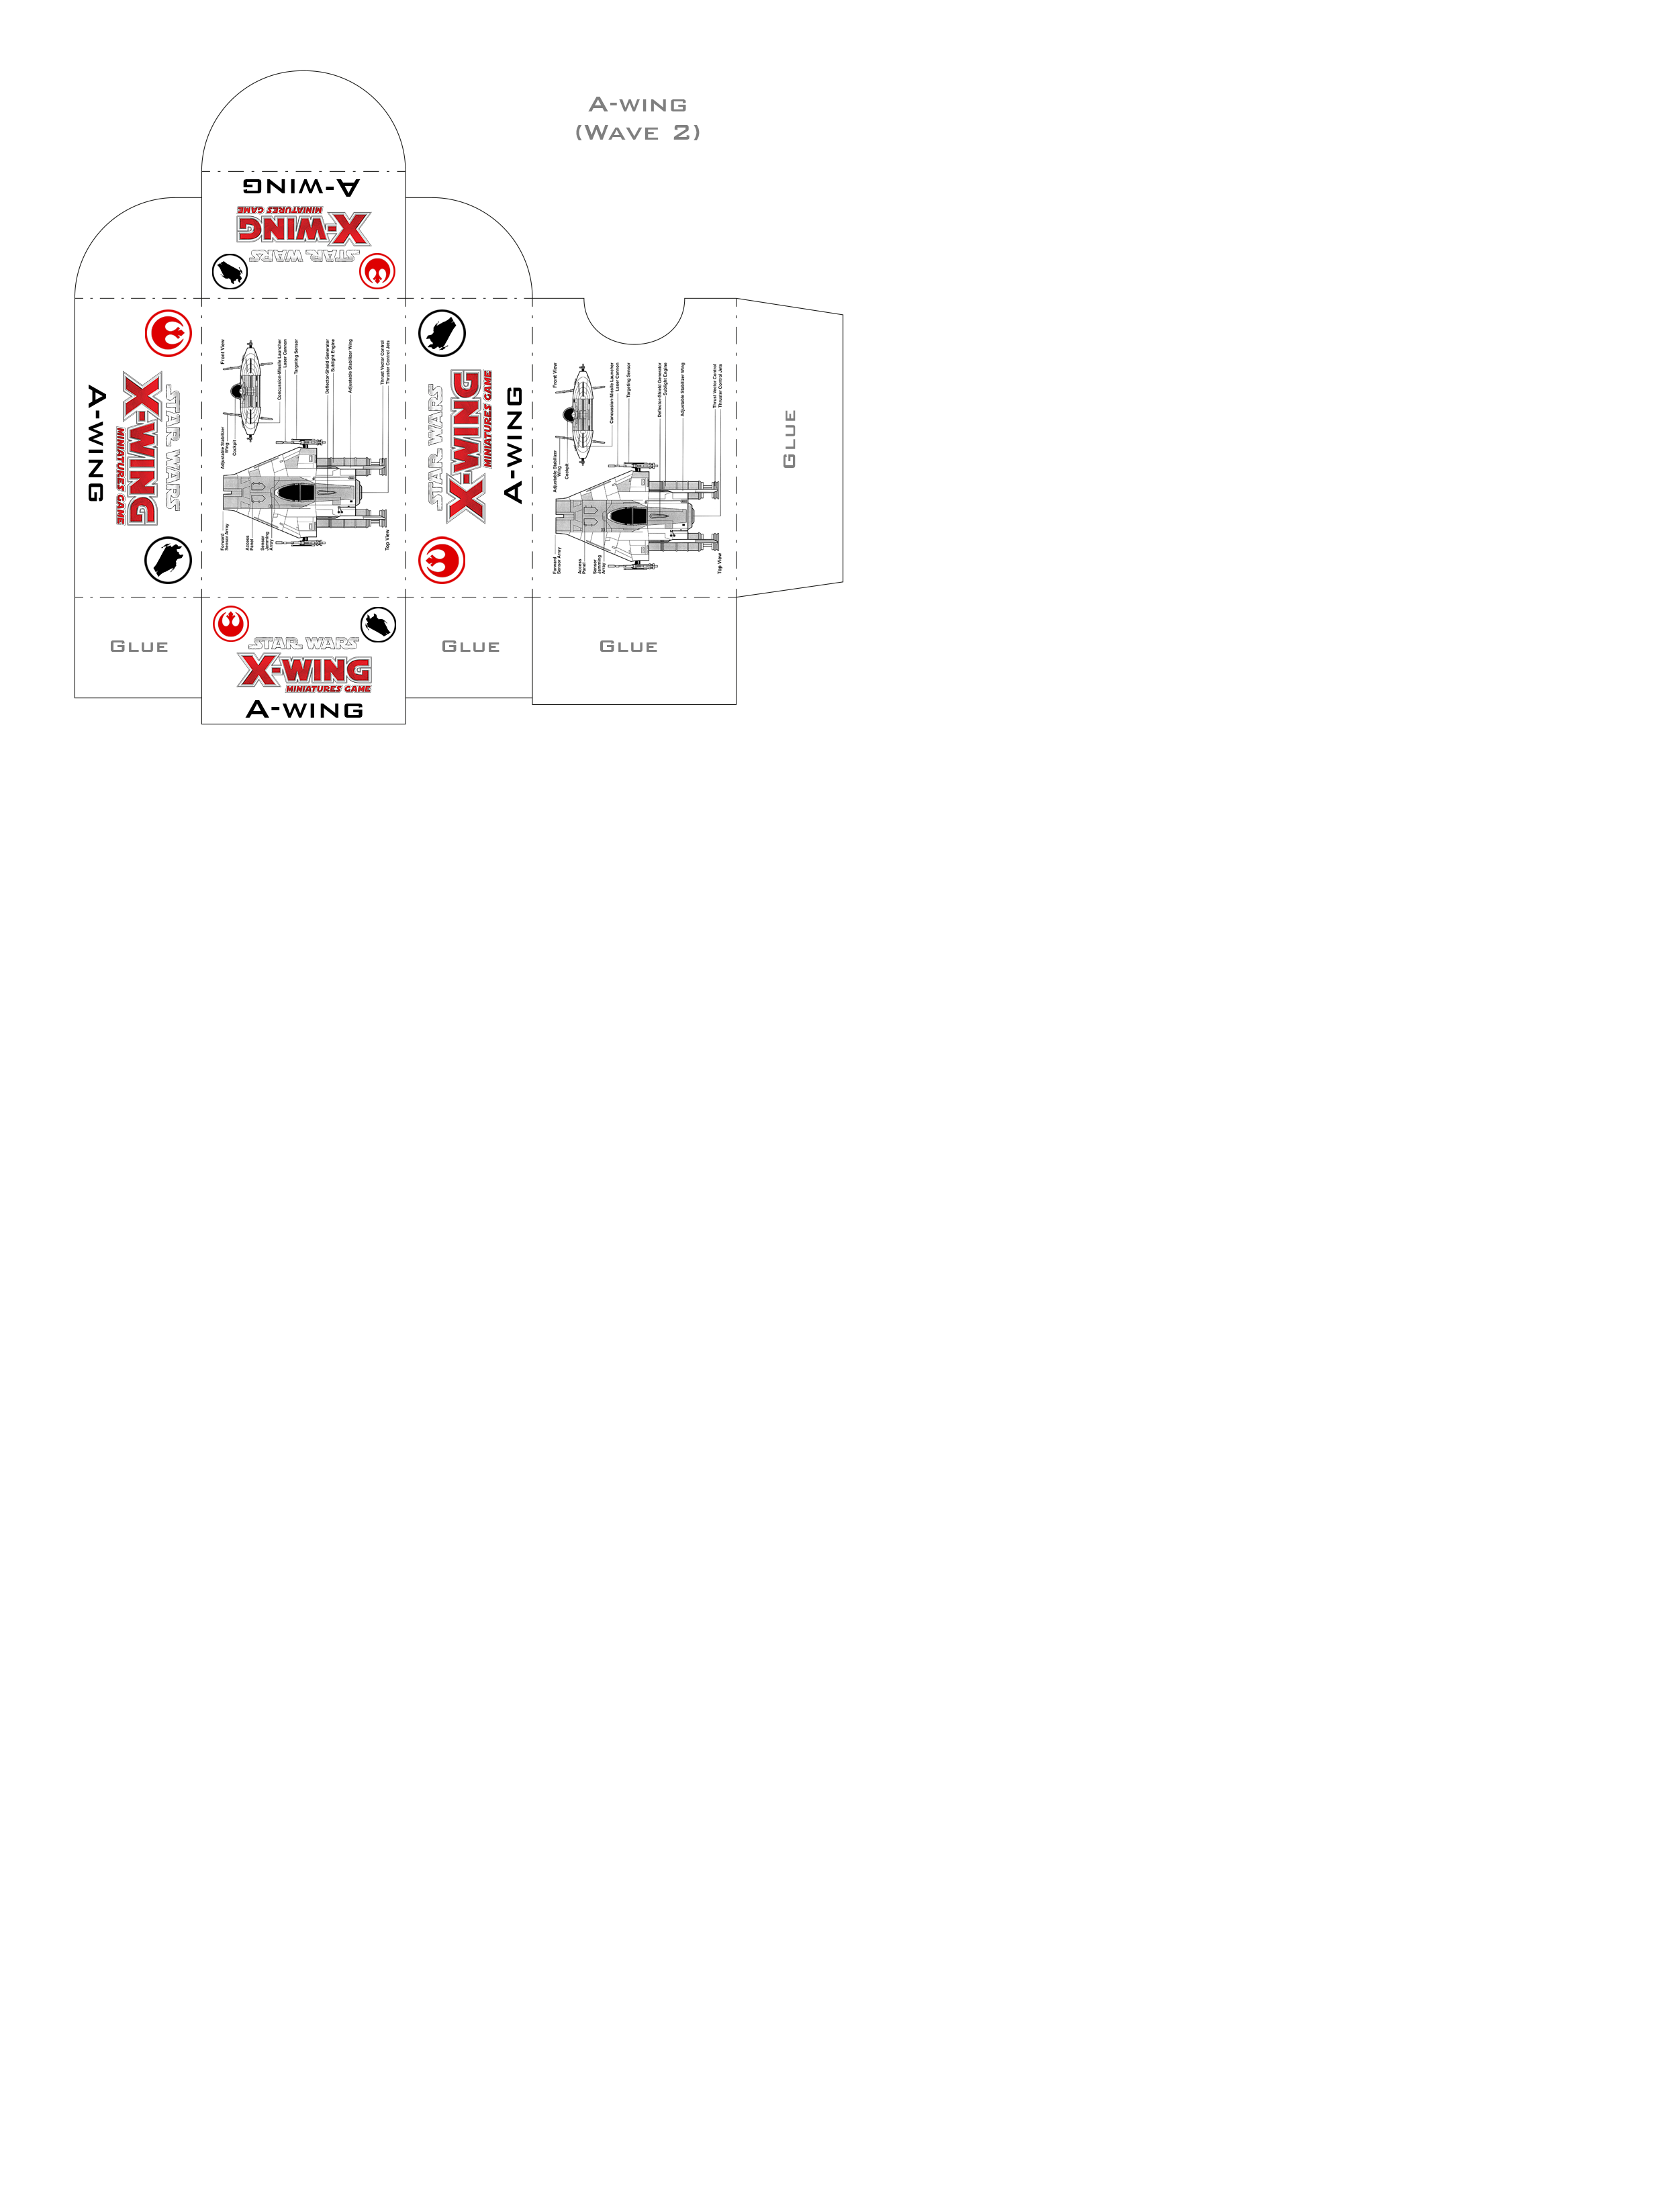 A-wing
(Wave 2)
A-wing
X-WING
MINIATURES GAME
STAR WARS
STAR WARS
X-WING
MINIATURES GAME
A-wing
Front View
Adjustable Stabilizer
Wing
Cockpit
Concussion-Missile Launcher
Laser Cannon
Targeting Sensor
Deflector-Shield Generator
Sublight Engine
Adjustable Stabilizer Wing
Thrust Vector Control
Thruster Control Jets
Forward
Sensor Array
Access
Panel
Sensor
Jamming
Array
Top View
STAR WARS
X-WING
MINIATURES GAME
A-wing
Front View
Adjustable Stabilizer
Wing
Cockpit
Concussion-Missile Launcher
Laser Cannon
Targeting Sensor
Deflector-Shield Generator
Sublight Engine
Adjustable Stabilizer Wing
Thrust Vector Control
Thruster Control Jets
Forward
Sensor Array
Access
Panel
Sensor
Jamming
Array
Top View
Glue
Glue
STAR WARS
X-WING
MINIATURES GAME
A-wing
Glue
Glue